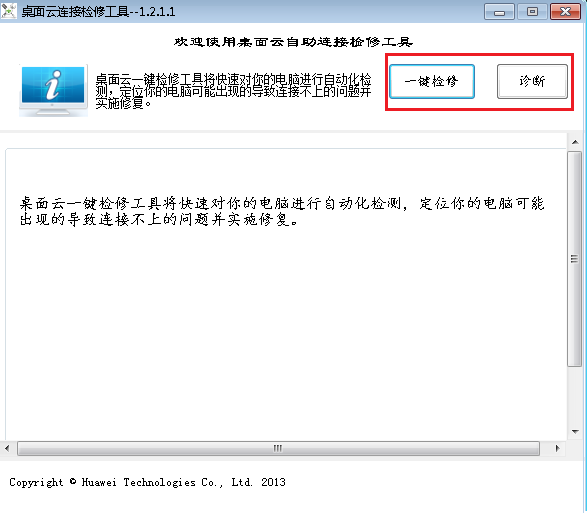 桌面云连接检修工具--1.2.1.1
欢迎使用桌面云自助连接检修工具
桌面云一键检修工具将快速对你的电脑进行自动化检
测，定位你的电脑可能出现的导致连接不上的问题并
实施修复。
一键检修
诊断
桌面云一键检修工具将快速对你的电脑进行自动化检测，定位你的电脑可能
出现的导致连接不上的问题并实施修复。
Copyright © Huawei Technologies Co., Ltd. 2013